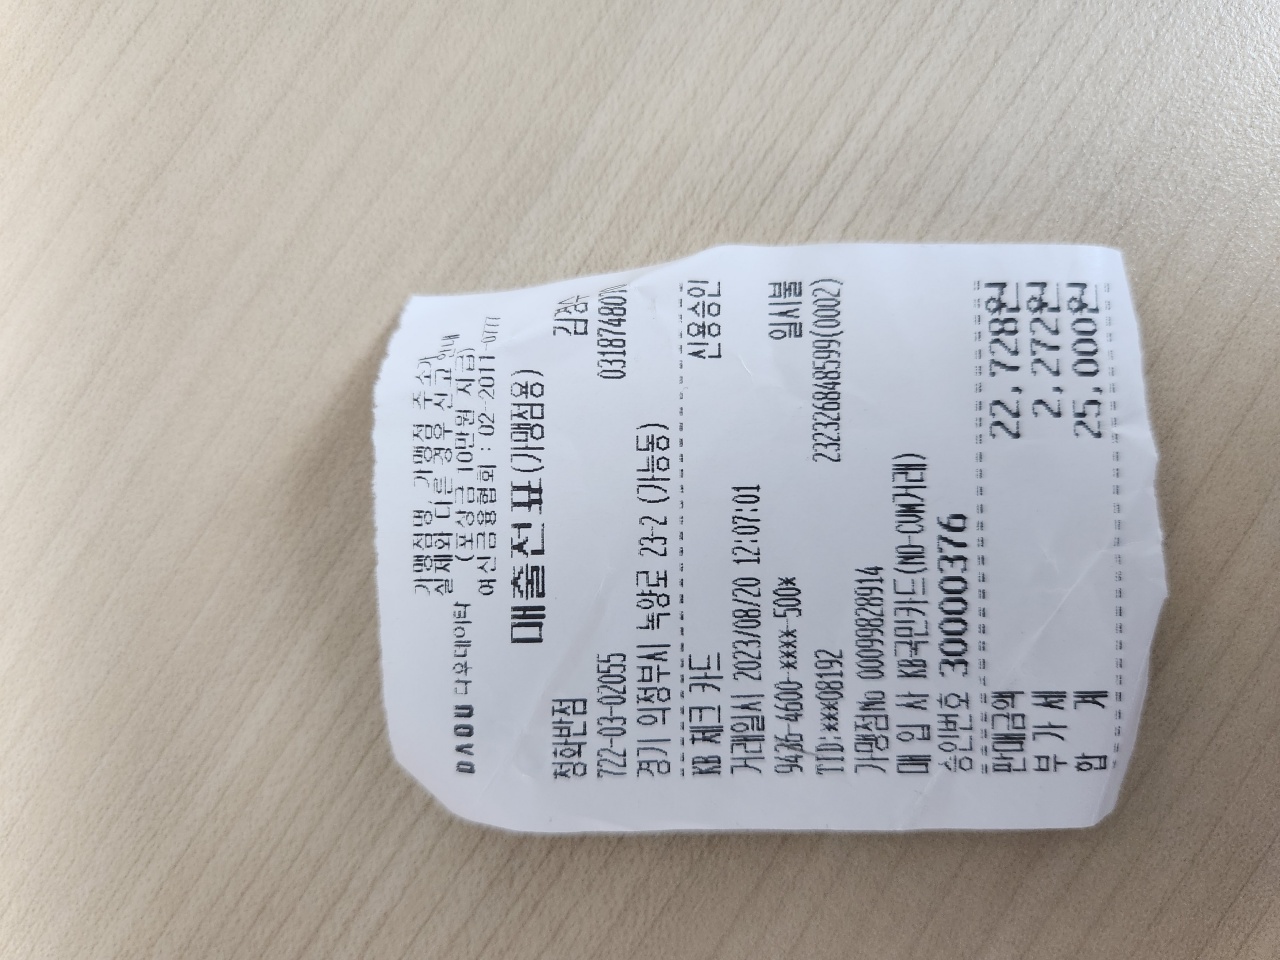 가맹점명, 가맹점 주소가
실제와 다른 경우 신고안내
DAOU 다우데이타 (포상금 10만원 지급)
여신금융협회 : 02-2011-0777
매출전표(가맹점용)
청화반점
722-03-02055 03187480
경기 의정부시 녹양로 23-2 (가능동)
KB 체크 카드 신용승인
거래일시 2023/08/20 12:07:01
9436-4600-****-500* 일시불
TID:***08192 232326848599(0002)
가맹점No 00099828914
매 입 사 KB국민카드(NO-CVM거래)
승인번호 30000376
판매금액 22,728원
부 가 세 2,272원
합 계 25,000원